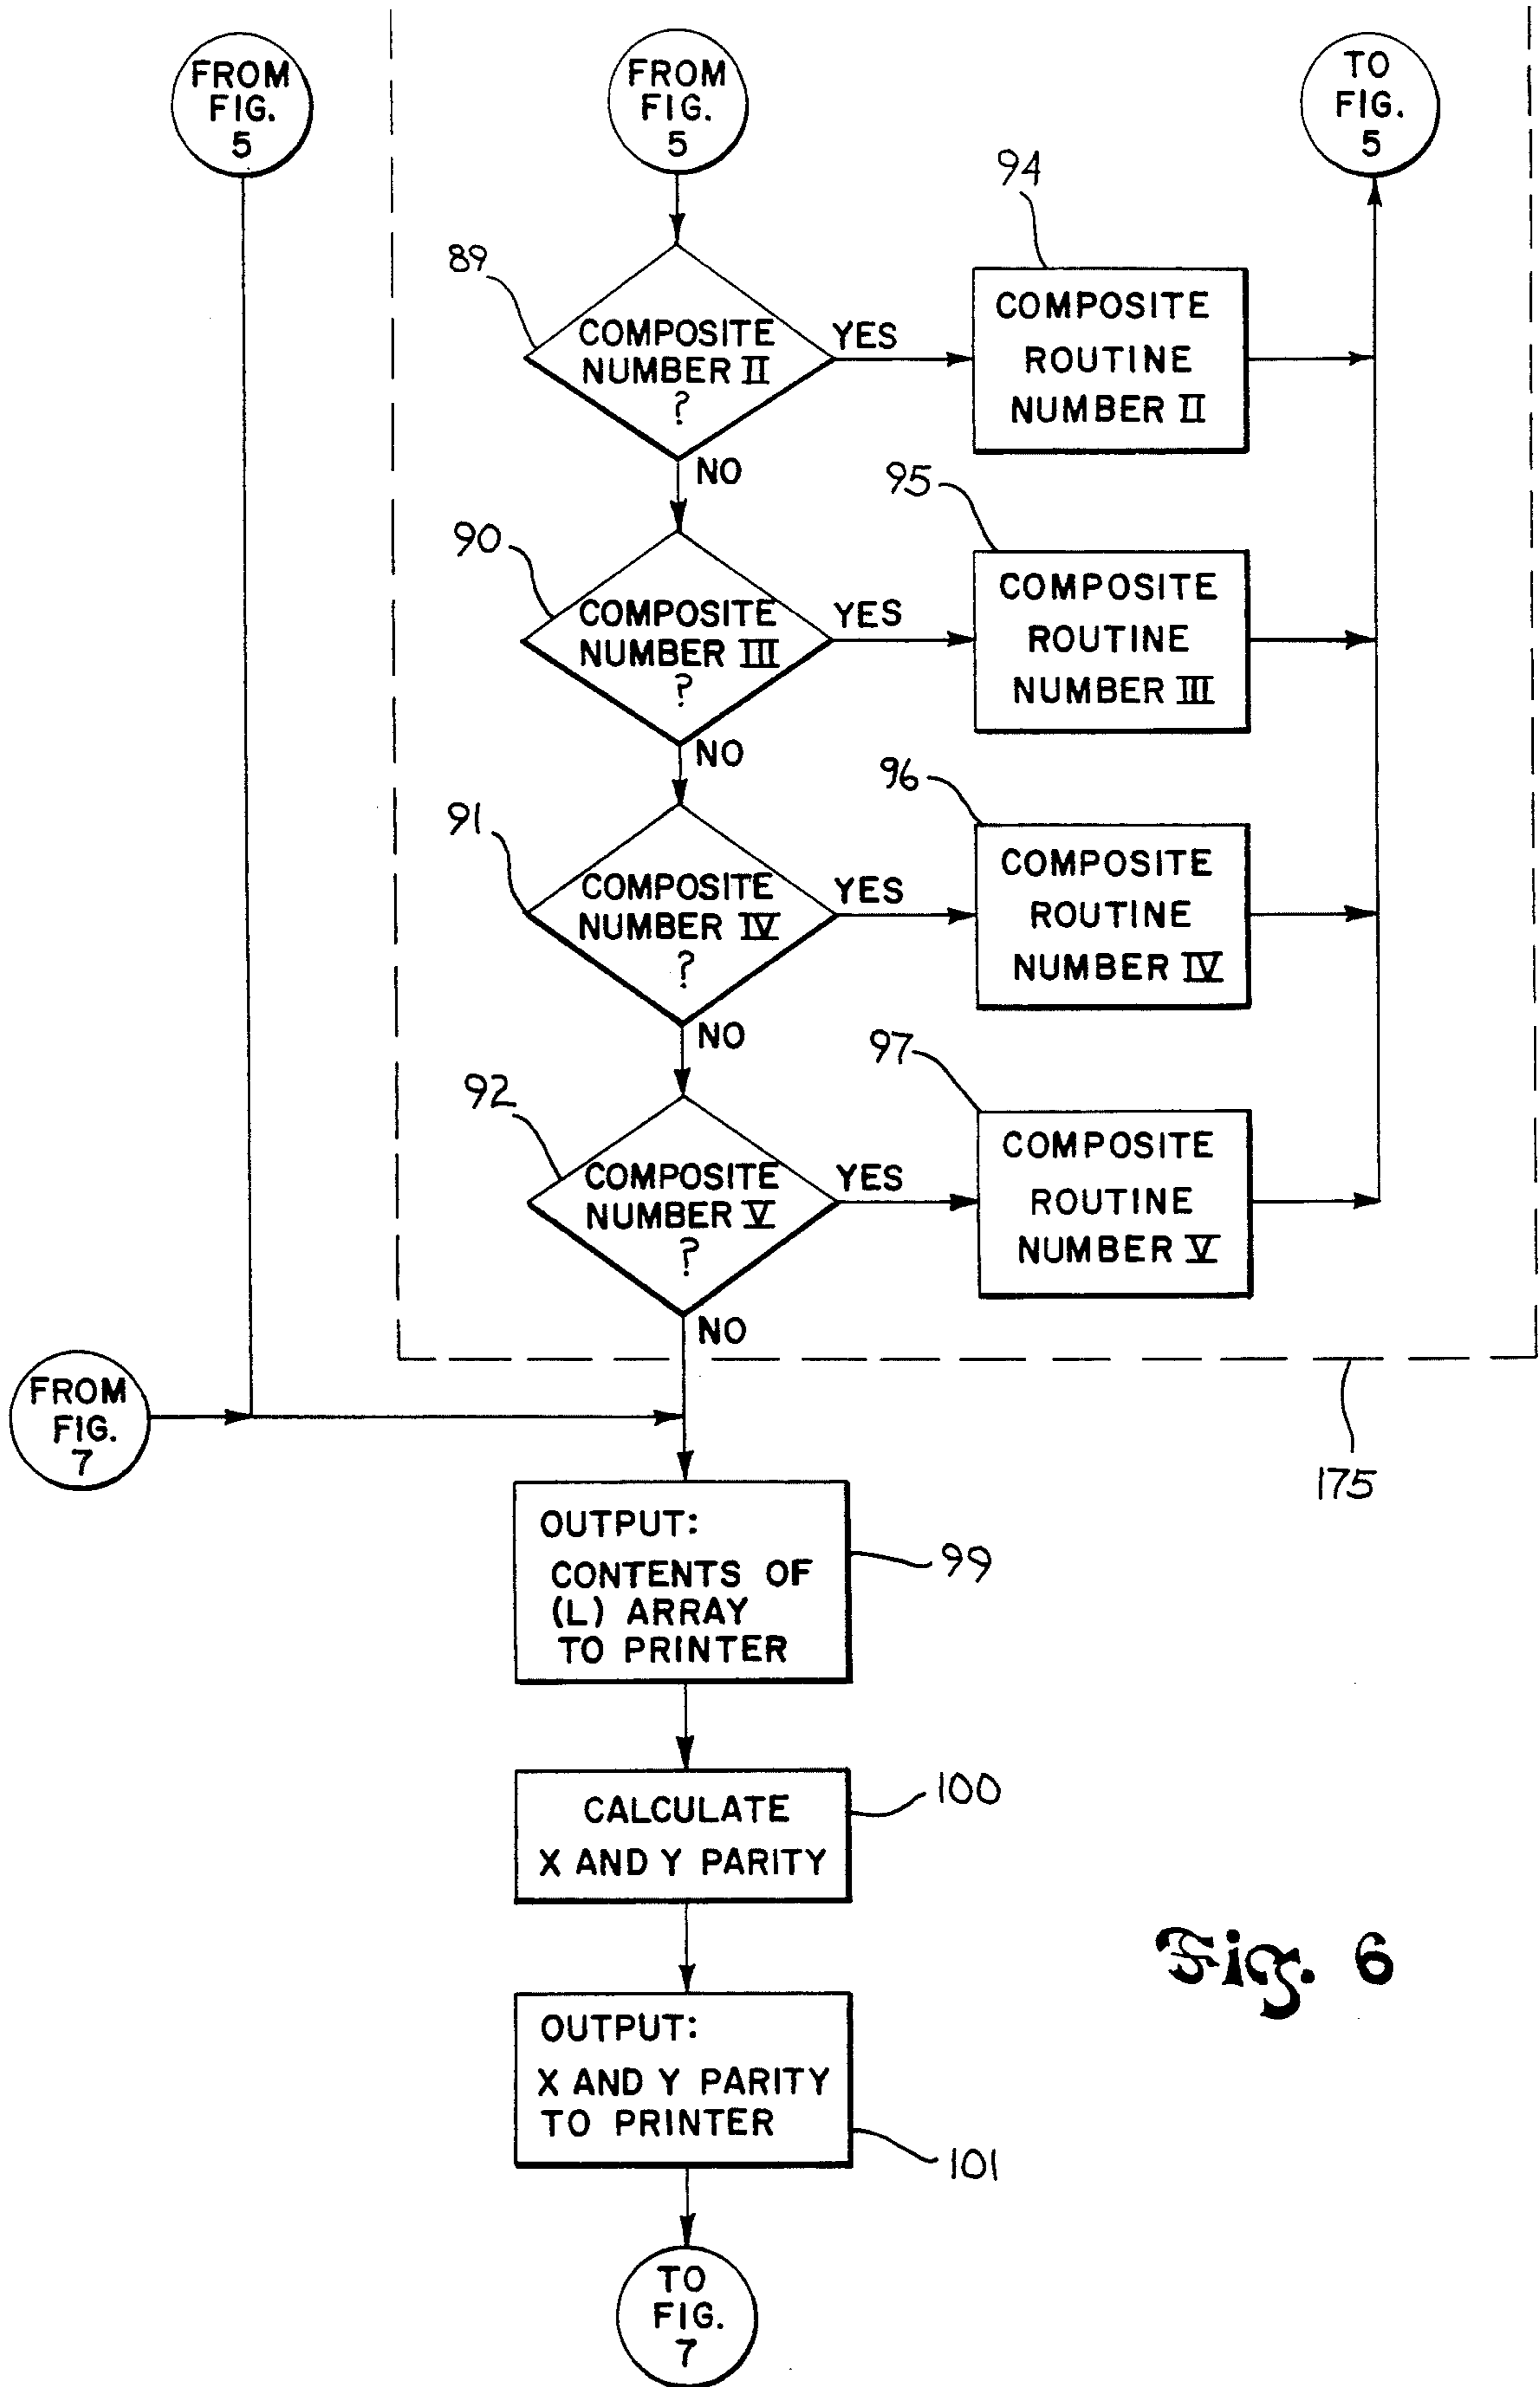 FROM
FIG.
5
FROM
FIG.
5
TO
FIG.
5
94
89
COMPOSITE
NUMBER II
?
YES
COMPOSITE
ROUTINE
NUMBER II
NO
95
90
COMPOSITE
NUMBER III
?
YES
COMPOSITE
ROUTINE
NUMBER III
NO
96
91
COMPOSITE
NUMBER IV
?
YES
COMPOSITE
ROUTINE
NUMBER IV
NO
97
92
COMPOSITE
NUMBER V
?
YES
COMPOSITE
ROUTINE
NUMBER V
NO
FROM
FIG.
7
175
OUTPUT:
CONTENTS OF
(L) ARRAY
TO PRINTER
99
CALCULATE
X AND Y PARITY
100
Fig. 6
OUTPUT:
X AND Y PARITY
TO PRINTER
101
TO
FIG.
7